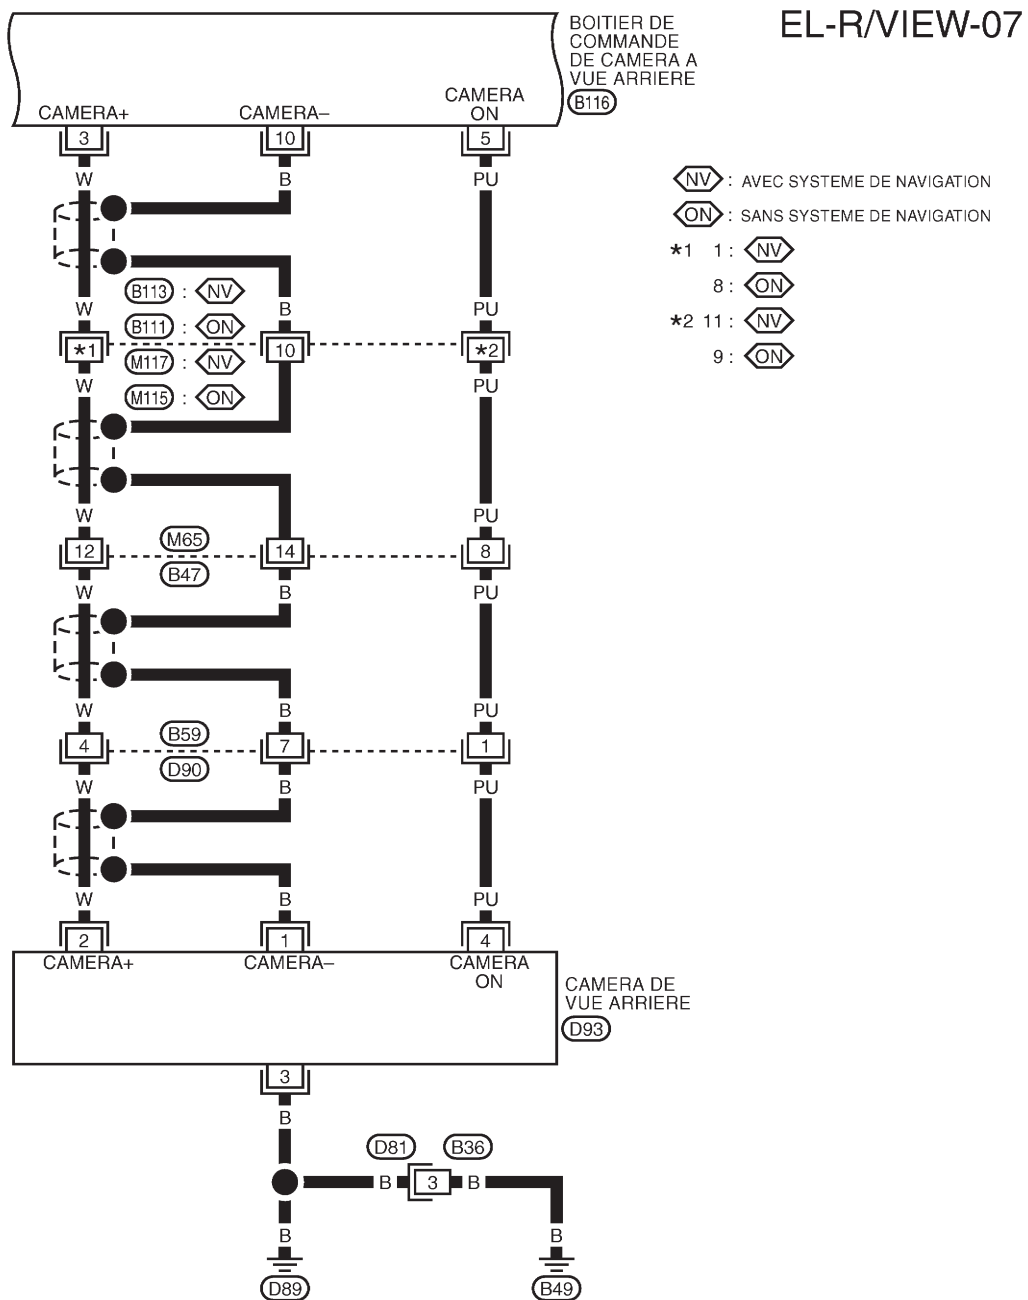 EL-R/VIEW-07
BOITIER DE
COMMANDE
DE CAMERA A
VUE ARRIERE
B116
CAMERA+ CAMERA– CAMERA
ON
3 10 5
W B PU
NV : AVEC SYSTEME DE NAVIGATION
ON : SANS SYSTEME DE NAVIGATION
*1 1 : NV
8 : ON
*2 11 : NV
9 : ON
B113 : NV
W B PU
B111 : ON
*1 10 *2
M117 : NV
W PU
M115 : ON
W PU
M65
12 14 8
B47
W B PU
W B PU
B59
4 7 1
D90
W B PU
W B PU
2 1 4
CAMERA+ CAMERA– CAMERA
ON
CAMERA DE
VUE ARRIERE
D93
3
B
D81 B36
B 3 B
B B
D89 B49